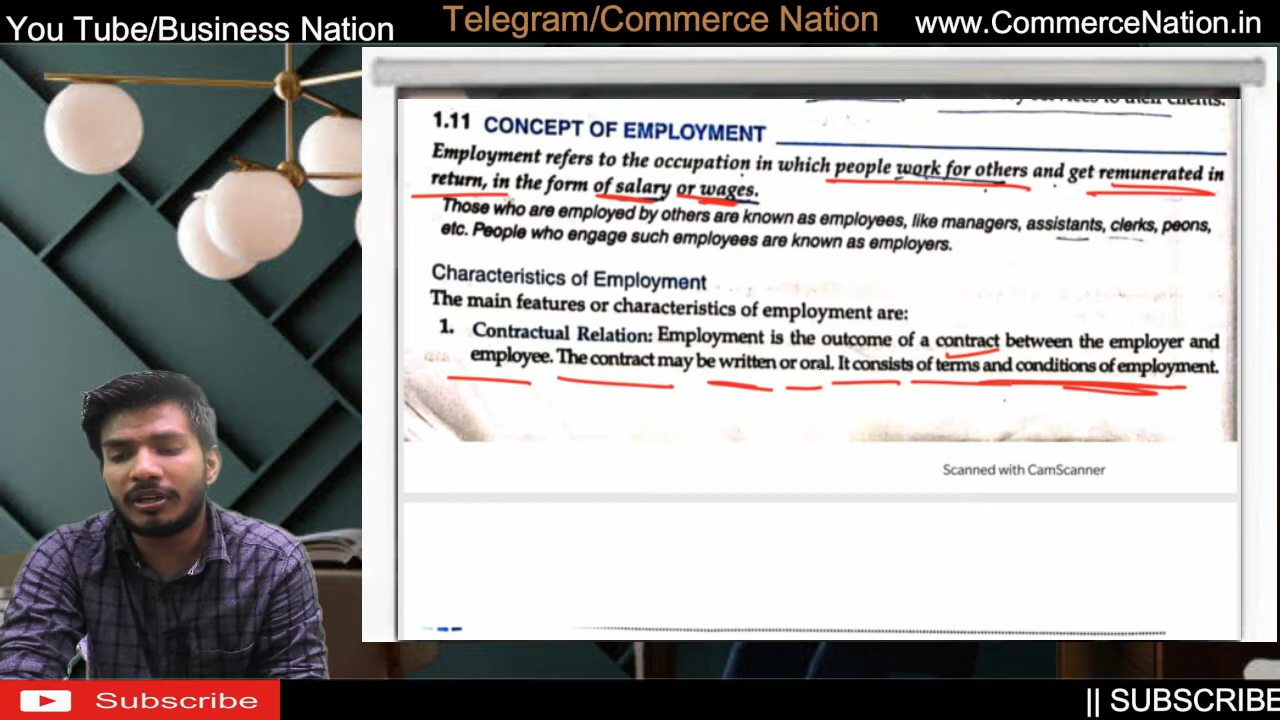 You Tube/Business Nation
Telegram/Commerce Nation
www.CommerceNation.in
to their clients.
1.11 CONCEPT OF EMPLOYMENT
Employment refers to the occupation in which people work for others and get remunerated in
return, in the form of salary or wages.
Those who are employed by others are known as employees, like managers, assistants, clerks, peons,
etc. People who engage such employees are known as employers.
Characteristics of Employment
The main features or characteristics of employment are:
1. Contractual Relation: Employment is the outcome of a contract between the employer and
employee. The contract may be written or oral. It consists of terms and conditions of employment.
Scanned with CamScanner
Subscribe
|| SUBSCRIBE